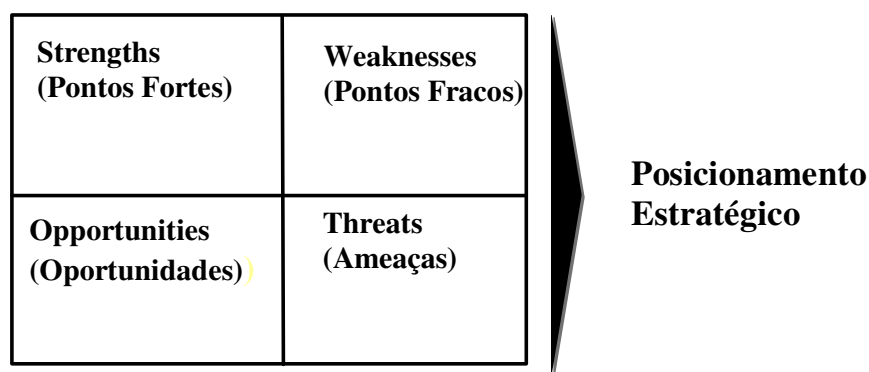 Strengths
(Pontos Fortes)
Weaknesses
(Pontos Fracos)
Opportunities
(Oportunidades))
Threats
(Ameaças)
Posicionamento
Estratégico